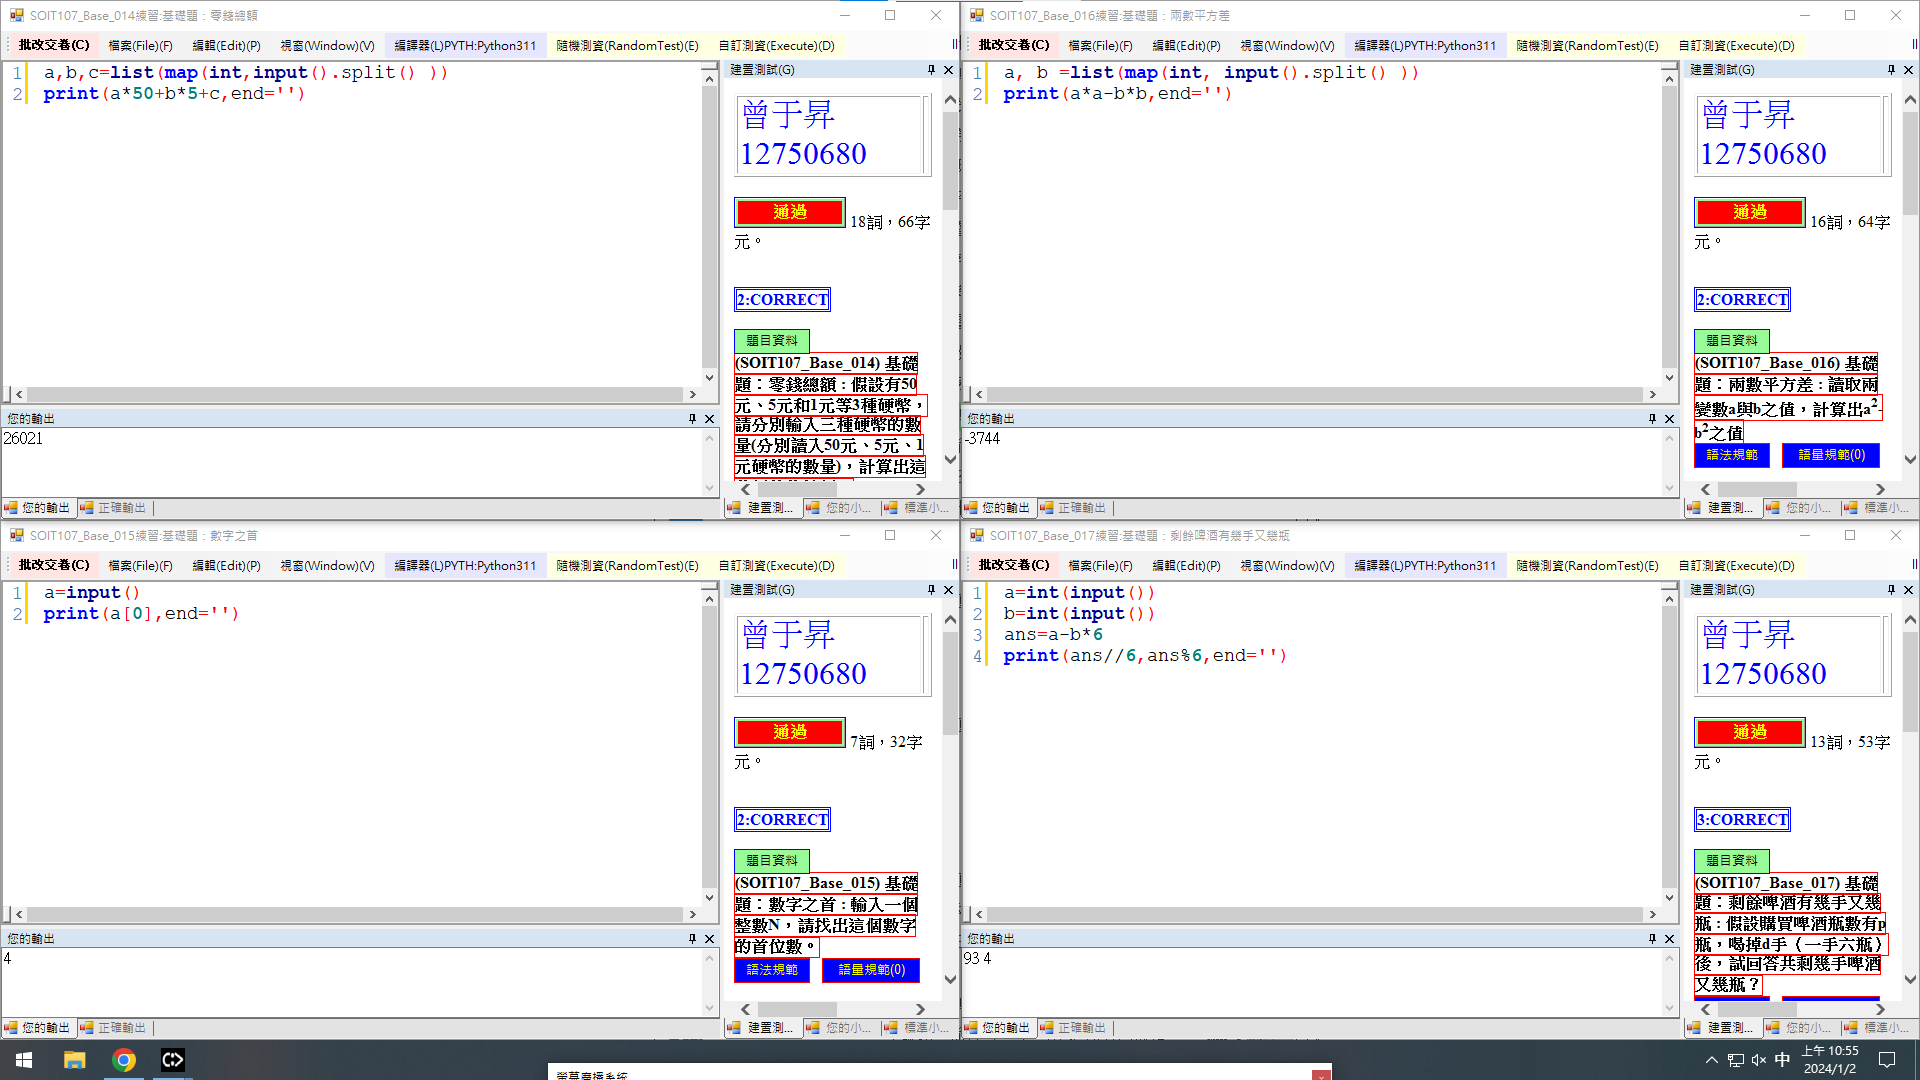 SOIT107_Base_014練習:基礎題：零錢總額
批改交卷(C) 檔案(File)(F) 編輯(Edit)(P) 視窗(Window)(V) 編譯器(L)PYTH:Python311 隨機測資(RandomTest)(E) 自訂測資(Execute)(D)
1 a,b,c=list(map(int,input().split() ))
2 print(a*50+b*5+c,end='')
建置測試(G)
曾于昇
12750680
通過 18詞，66字
元。
2:CORRECT
題目資料
(SOIT107_Base_014) 基礎
題：零錢總額 : 假設有50
元、5元和1元等3種硬幣，
請分別輸入三種硬幣的數
量(分別讀入50元、5元、1
元硬幣的數量)，計算出這
您的輸出
26021
您的輸出 正確輸出
建置測... 您的小... 標準小...
SOIT107_Base_016練習:基礎題：兩數平方差
批改交卷(C) 檔案(File)(F) 編輯(Edit)(P) 視窗(Window)(V) 編譯器(L)PYTH:Python311 隨機測資(RandomTest)(E) 自訂測資(Execute)(D)
1 a, b =list(map(int, input().split() ))
2 print(a*a-b*b,end='')
建置測試(G)
曾于昇
12750680
通過 16詞，64字
元。
2:CORRECT
題目資料
(SOIT107_Base_016) 基礎
題：兩數平方差 : 讀取兩
變數a與b之值，計算出a²-
b²之值
語法規範 語量規範(0)
您的輸出
-3744
您的輸出 正確輸出
建置測... 您的小... 標準小...
SOIT107_Base_015練習:基礎題：數字之首
批改交卷(C) 檔案(File)(F) 編輯(Edit)(P) 視窗(Window)(V) 編譯器(L)PYTH:Python311 隨機測資(RandomTest)(E) 自訂測資(Execute)(D)
1 a=input()
2 print(a[0],end='')
建置測試(G)
曾于昇
12750680
通過 7詞，32字
元。
2:CORRECT
題目資料
(SOIT107_Base_015) 基礎
題：數字之首 : 輸入一個
整數N，請找出這個數字
的首位數。
語法規範 語量規範(0)
您的輸出
4
您的輸出 正確輸出
建置測... 您的小... 標準小...
SOIT107_Base_017練習:基礎題：剩餘啤酒有幾手又幾瓶
批改交卷(C) 檔案(File)(F) 編輯(Edit)(P) 視窗(Window)(V) 編譯器(L)PYTH:Python311 隨機測資(RandomTest)(E) 自訂測資(Execute)(D)
1 a=int(input())
2 b=int(input())
3 ans=a-b*6
4 print(ans//6,ans%6,end='')
建置測試(G)
曾于昇
12750680
通過 13詞，53字
元。
3:CORRECT
題目資料
(SOIT107_Base_017) 基礎
題：剩餘啤酒有幾手又幾
瓶 : 假設購買啤酒瓶數有p
瓶，喝掉d手（一手六瓶）
後，試回答共剩幾手啤酒
又幾瓶？
您的輸出
93 4
您的輸出 正確輸出
建置測... 您的小... 標準小...
螢幕廣播系統
中 上午 10:55
2024/1/2